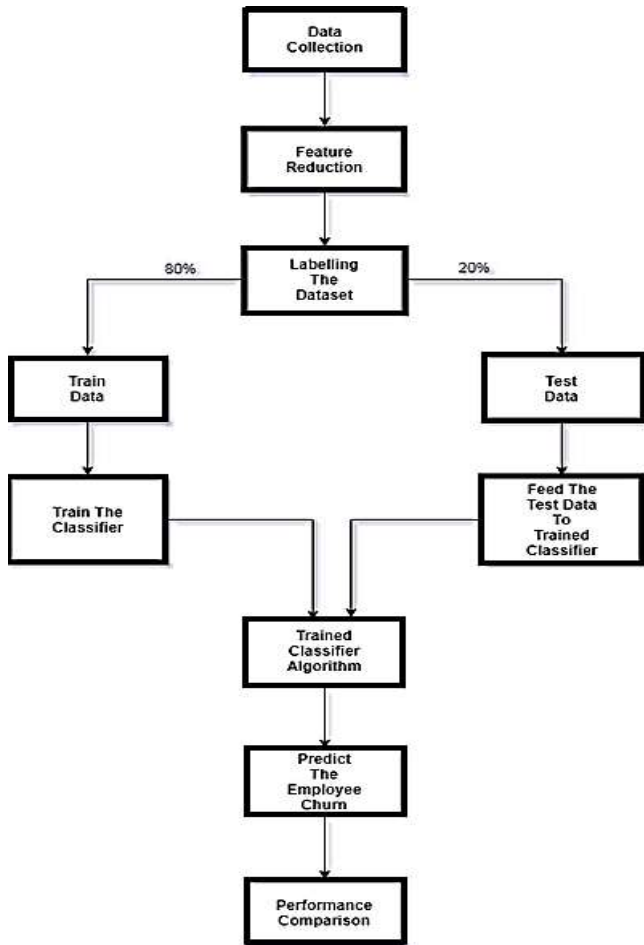 Data
Collection
Feature
Reduction
80%
Labelling
The
Dataset
20%
Train
Data
Test
Data
Train The
Classifier
Feed The
Test Data
To
Trained
Classifier
Trained
Classifier
Algorithm
Predict
The
Employee
Churn
Performance
Comparison